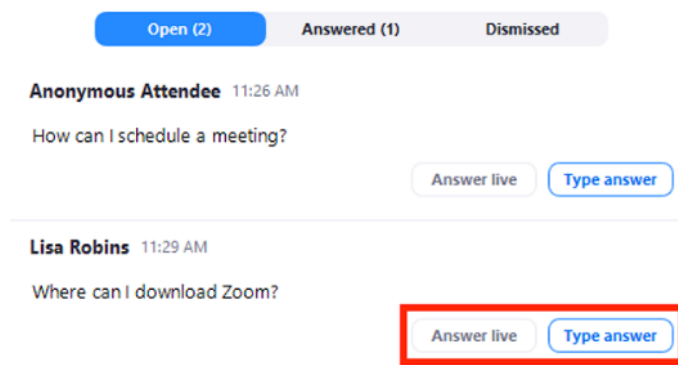 Open (2) Answered (1) Dismissed
Anonymous Attendee 11:26 AM
How can I schedule a meeting?
Answer live Type answer
Lisa Robins 11:29 AM
Where can I download Zoom?
Answer live Type answer